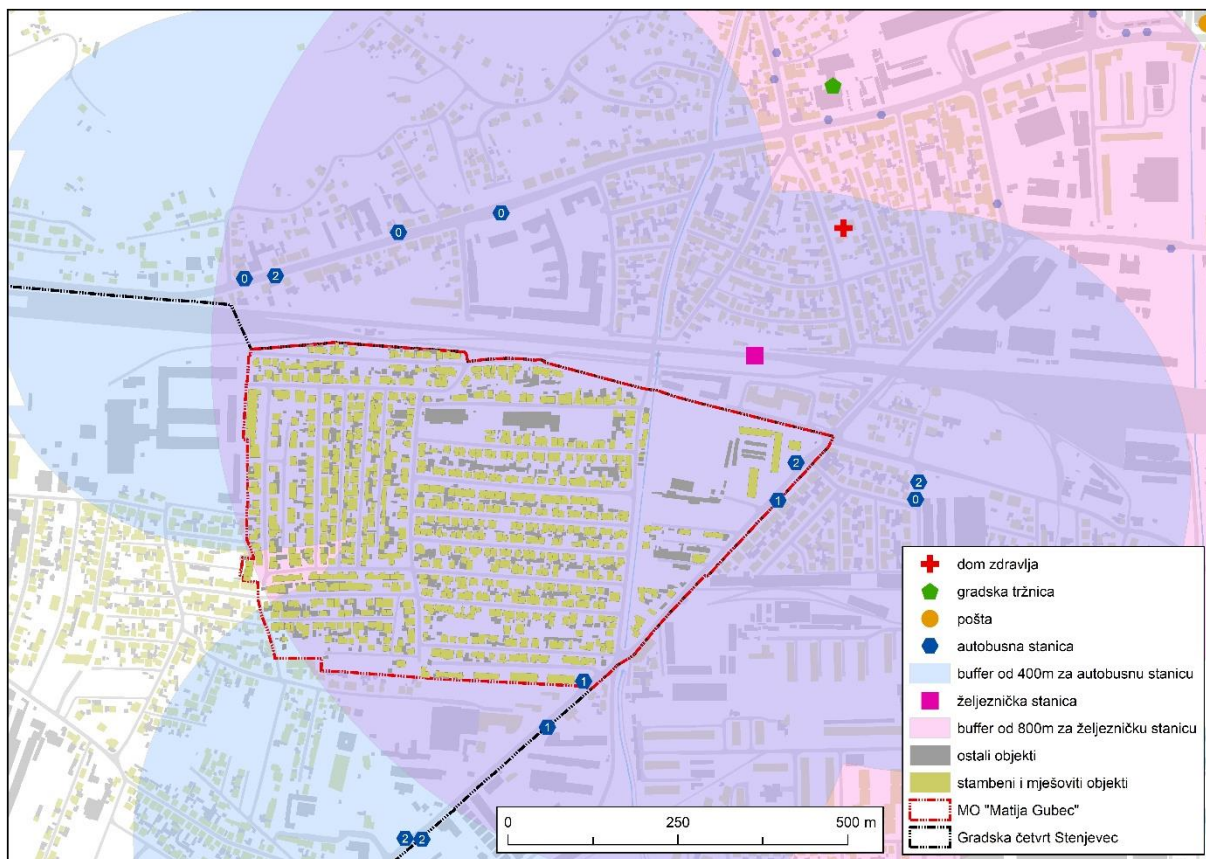 0
0
0
2
2
1
2
0
1
1
2
2
dom zdravlja
gradska tržnica
pošta
autobusna stanica
buffer od 400m za autobusnu stanicu
željeznička stanica
buffer od 800m za željezničku stanicu
ostali objekti
stambeni i mješoviti objekti
MO "Matija Gubec"
Gradska četvrt Stenjevec
0 250 500 m